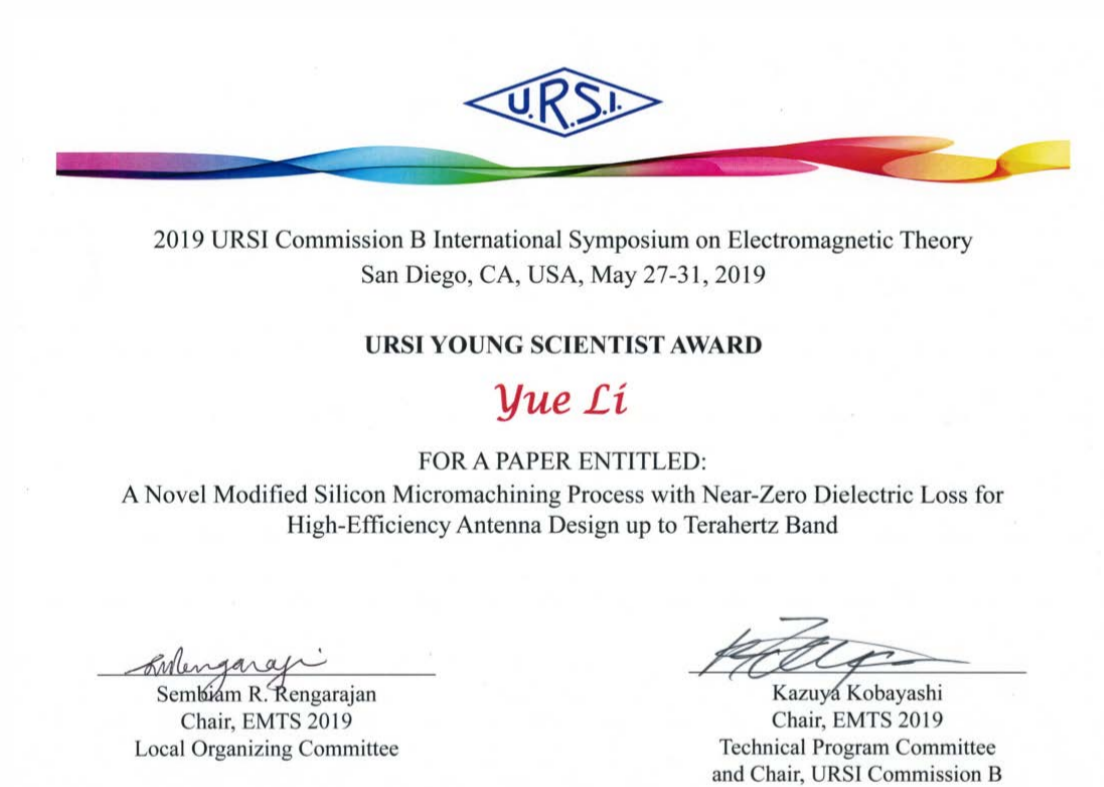 U.R.S.I.
2019 URSI Commission B International Symposium on Electromagnetic Theory
San Diego, CA, USA, May 27-31, 2019
URSI YOUNG SCIENTIST AWARD
Yue Li
FOR A PAPER ENTITLED:
A Novel Modified Silicon Micromachining Process with Near-Zero Dielectric Loss for
High-Efficiency Antenna Design up to Terahertz Band
Sembiam R. Rengarajan
Chair, EMTS 2019
Local Organizing Committee
Kazuya Kobayashi
Chair, EMTS 2019
Technical Program Committee
and Chair, URSI Commission B